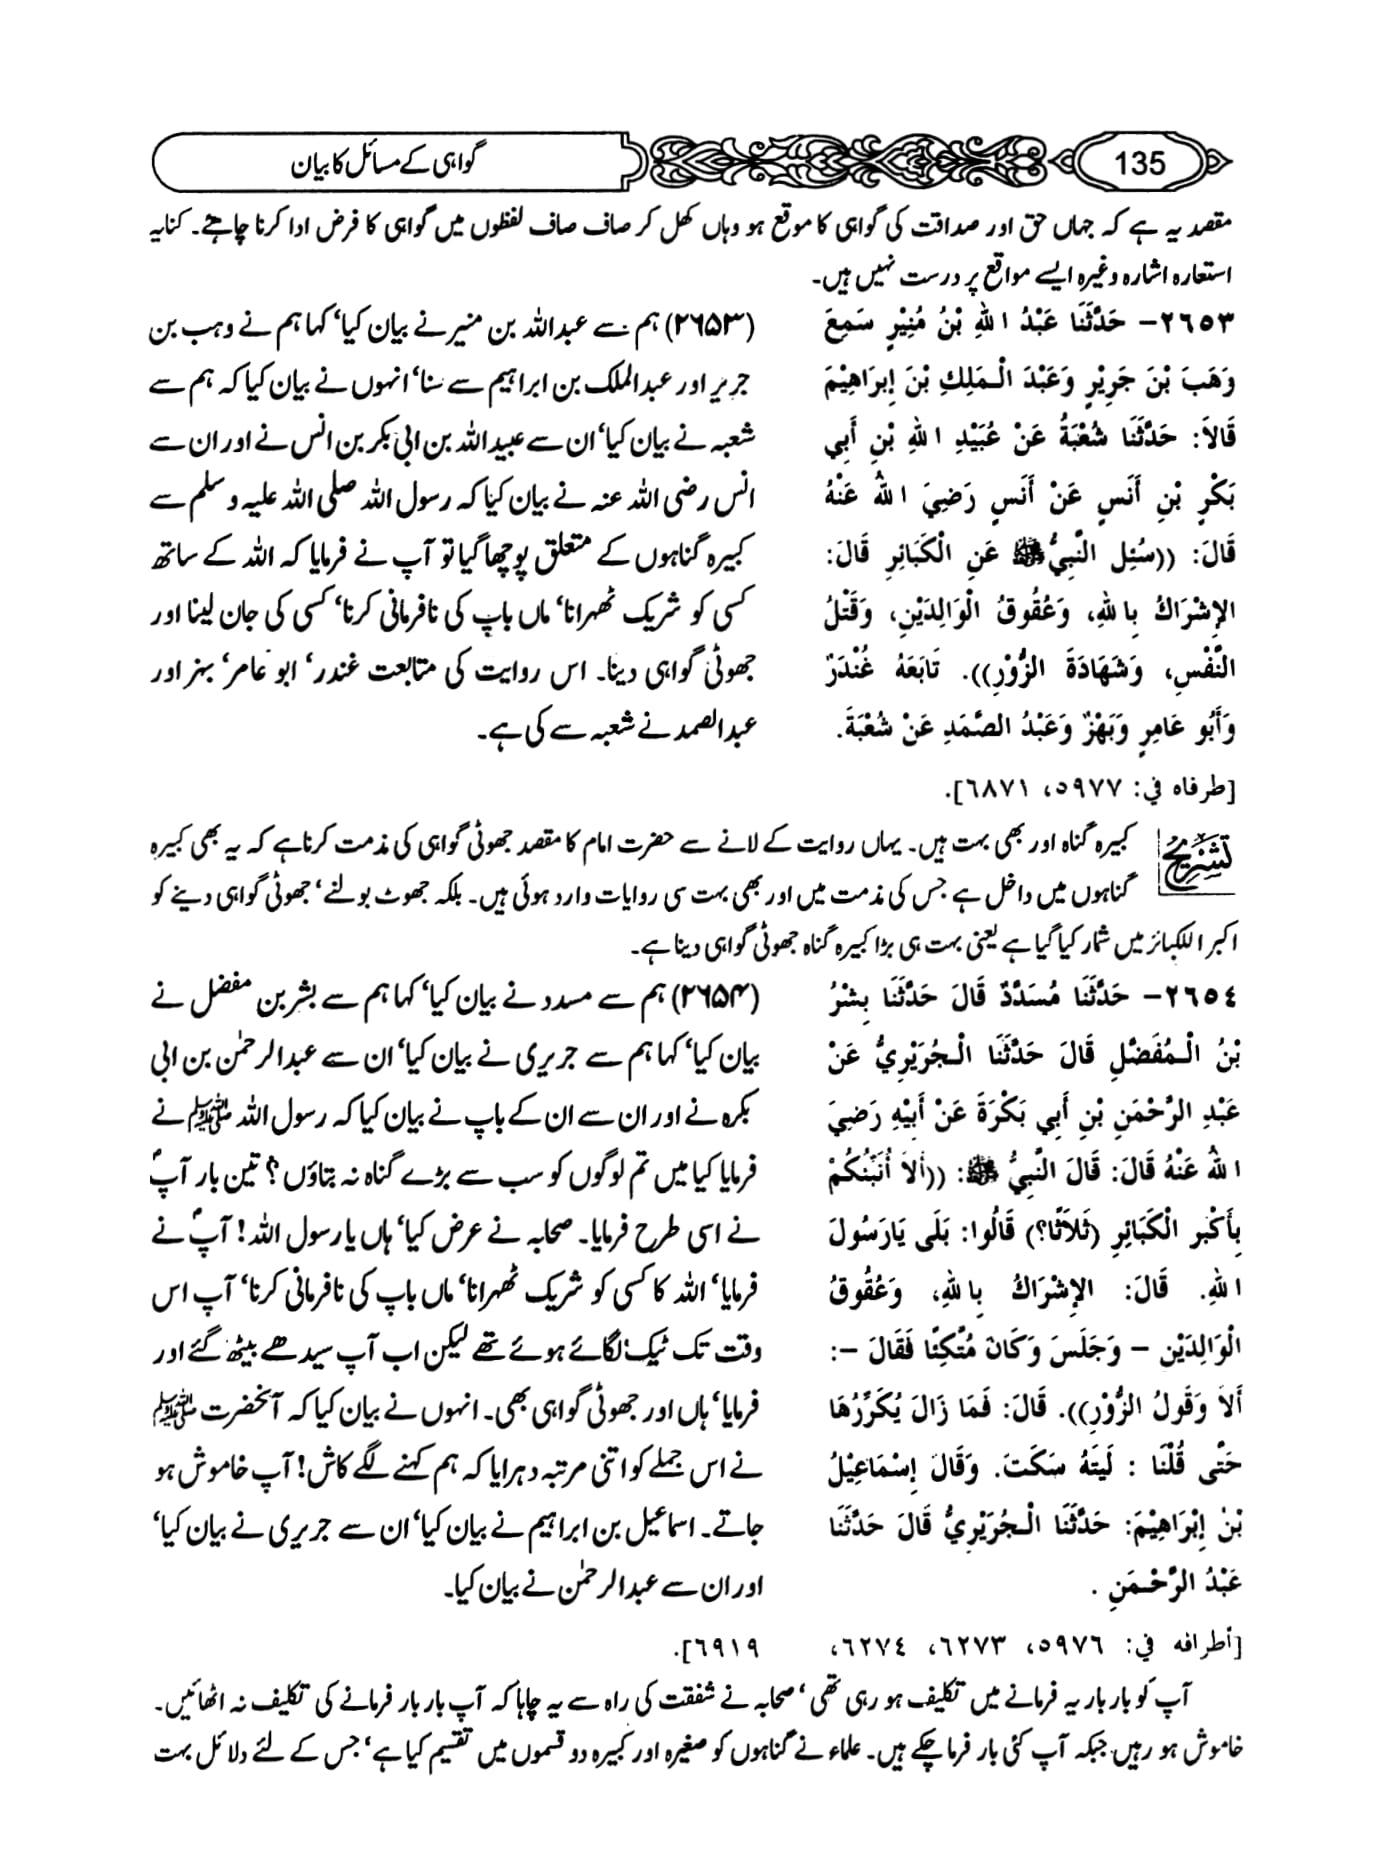 135
گواہی کے مسائل کا بیان
مقصد یہ ہے کہ جہاں حق اور صداقت کی گواہی کا موقع ہو وہاں کھل کر صاف صاف لفظوں میں گواہی کا فرض ادا کرنا چاہئے۔ کنایہ
استعارہ اشارہ وغیرہ ایسے مواقع پر درست نہیں ہیں۔
٢٦٥٣- حَدَّثَنَا عَبْدُ اللهِ بْنُ مُنِيْرٍ سَمِعَ
وَهَبَ بْنَ جَرِيْرٍ وَعَبْدَ الْمَلِكِ بْنَ إِبرَاهِيْمَ
قَالاَ: حَدَّثَنَا شُعْبَةُ عَنْ عُبَيْدِ اللهِ بْنِ أَبِي
بَكْرِ بْنِ أَنَسٍ عَنْ أَنَسٍ رَضِيَ اللهُ عَنْهُ
قَالَ: ((سُئِلَ النَّبِيُّ ﷺ عَنِ الْكَبَائِرِ قَالَ:
الإِشْرَاكُ بِاللهِ، وَعُقُوقُ الْوَالِدَيْنِ، وَقَتْلُ
النَّفْسِ، وَشَهَادَةَ الزُّوْرِ)). تَابَعَهُ غُنْدَرٌ
وَأَبُو عَامِرٍ وَبَهْزٌ وَعَبْدُ الصَّمَدِ عَنْ شُعْبَةَ.
[طرفاه في: ٥٩٧٧، ٦٨٧١].
(۲۶۵۳) ہم سے عبداللہ بن منیر نے بیان کیا‘ کہا ہم نے وہب بن
جریر اور عبدالملک بن ابراہیم سے سنا‘ انہوں نے بیان کیا کہ ہم سے
شعبہ نے بیان کیا‘ ان سے عبیداللہ بن ابی بکر بن انس نے اور ان سے
انس رضی اللہ عنہ نے بیان کیا کہ رسول اللہ صلی اللہ علیہ وسلم سے
کبیرہ گناہوں کے متعلق پوچھا گیا تو آپ نے فرمایا کہ اللہ کے ساتھ
کسی کو شریک ٹھہرانا‘ ماں باپ کی نافرمانی کرنا‘ کسی کی جان لینا اور
جھوٹی گواہی دینا۔ اس روایت کی متابعت غندر‘ ابو عامر‘ بہز اور
عبدالصمد نے شعبہ سے کی ہے۔
تشریح
کبیرہ گناہ اور بھی بہت ہیں۔ یہاں روایت کے لانے سے حضرت امام کا مقصد جھوٹی گواہی کی مذمت کرنا ہے کہ یہ بھی کبیرہ
گناہوں میں داخل ہے جس کی مذمت میں اور بھی بہت سی روایات وارد ہوئی ہیں۔ بلکہ جھوٹ بولنے‘ جھوٹی گواہی دینے کو
اکبر الکبائر میں شمار کیا گیا ہے یعنی بہت ہی بڑا کبیرہ گناہ جھوٹی گواہی دینا ہے۔
٢٦٥٤- حَدَّثَنَا مُسَدَّدٌ قَالَ حَدَّثَنَا بِشْرُ
بْنُ الْمُفَضَّلِ قَالَ حَدَّثَنَا الْجُرَيْرِيُّ عَنْ
عَبْدِ الرَّحْمَنِ بْنِ أَبِي بَكْرَةَ عَنْ أَبِيْهِ رَضِيَ
اللهُ عَنْهُ قَالَ: قَالَ النَّبِيُّ ﷺ: ((أَلاَ أُنَبِّئُكُمْ
بِأَكْبَرِ الْكَبَائِرِ (ثَلاَثًا؟) قَالُوا: بَلَى يَارَسُولَ
اللهِ. قَالَ: الإِشْرَاكُ بِاللهِ، وَعُقُوقُ
الْوَالِدَيْنِ – وَجَلَسَ وَكَانَ مُتَّكِئًا فَقَالَ –:
أَلاَ وَقَولُ الزُّوْرِ)). قَالَ: فَمَا زَالَ يُكَرِّرُهَا
حَتَّى قُلْنَا : لَيتَهُ سَكَتَ. وَقَالَ إِسْمَاعِيْلُ
بْنُ إِبْرَاهِيْمَ: حَدَّثَنَا الْجُرَيْرِيُّ قَالَ حَدَّثَنَا
عَبْدُ الرَّحْمَنِ .
[أطرافه في: ٥٩٧٦، ٦٢٧٣، ٦٢٧٤، ٦٩١٩].
(۲۶۵۴) ہم سے مسدد نے بیان کیا‘ کہا ہم سے بشر بن مفضل نے
بیان کیا‘ کہا ہم سے جریری نے بیان کیا‘ ان سے عبدالرحمٰن بن ابی
بکرہ نے اور ان سے ان کے باپ نے بیان کیا کہ رسول اللہ ﷺ نے
فرمایا کیا میں تم لوگوں کو سب سے بڑے گناہ نہ بتاؤں؟ تین بار آپؐ
نے اسی طرح فرمایا۔ صحابہ نے عرض کیا‘ ہاں یا رسول اللہ! آپؐ نے
فرمایا‘ اللہ کا کسی کو شریک ٹھہرانا‘ ماں باپ کی نافرمانی کرنا‘ آپ اس
وقت تک ٹیک لگائے ہوئے تھے لیکن اب آپ سیدھے بیٹھ گئے اور
فرمایا‘ ہاں اور جھوٹی گواہی بھی۔ انہوں نے بیان کیا کہ آنحضرت ﷺ
نے اس جملے کو اتنی مرتبہ دہرایا کہ ہم کہنے لگے کاش! آپ خاموش ہو
جاتے۔ اسماعیل بن ابراہیم نے بیان کیا‘ ان سے جریری نے بیان کیا‘
اور ان سے عبدالرحمٰن نے بیان کیا۔
آپ کو بار بار یہ فرمانے میں تکلیف ہو رہی تھی‘ صحابہ نے شفقت کی راہ سے یہ چاہا کہ آپ بار بار فرمانے کی تکلیف نہ اٹھائیں۔
خاموش ہو رہیں جبکہ آپ کئی بار فرما چکے ہیں۔ علماء نے گناہوں کو صغیرہ اور کبیرہ دو قسموں میں تقسیم کیا ہے‘ جس کے لئے دلائل بہت